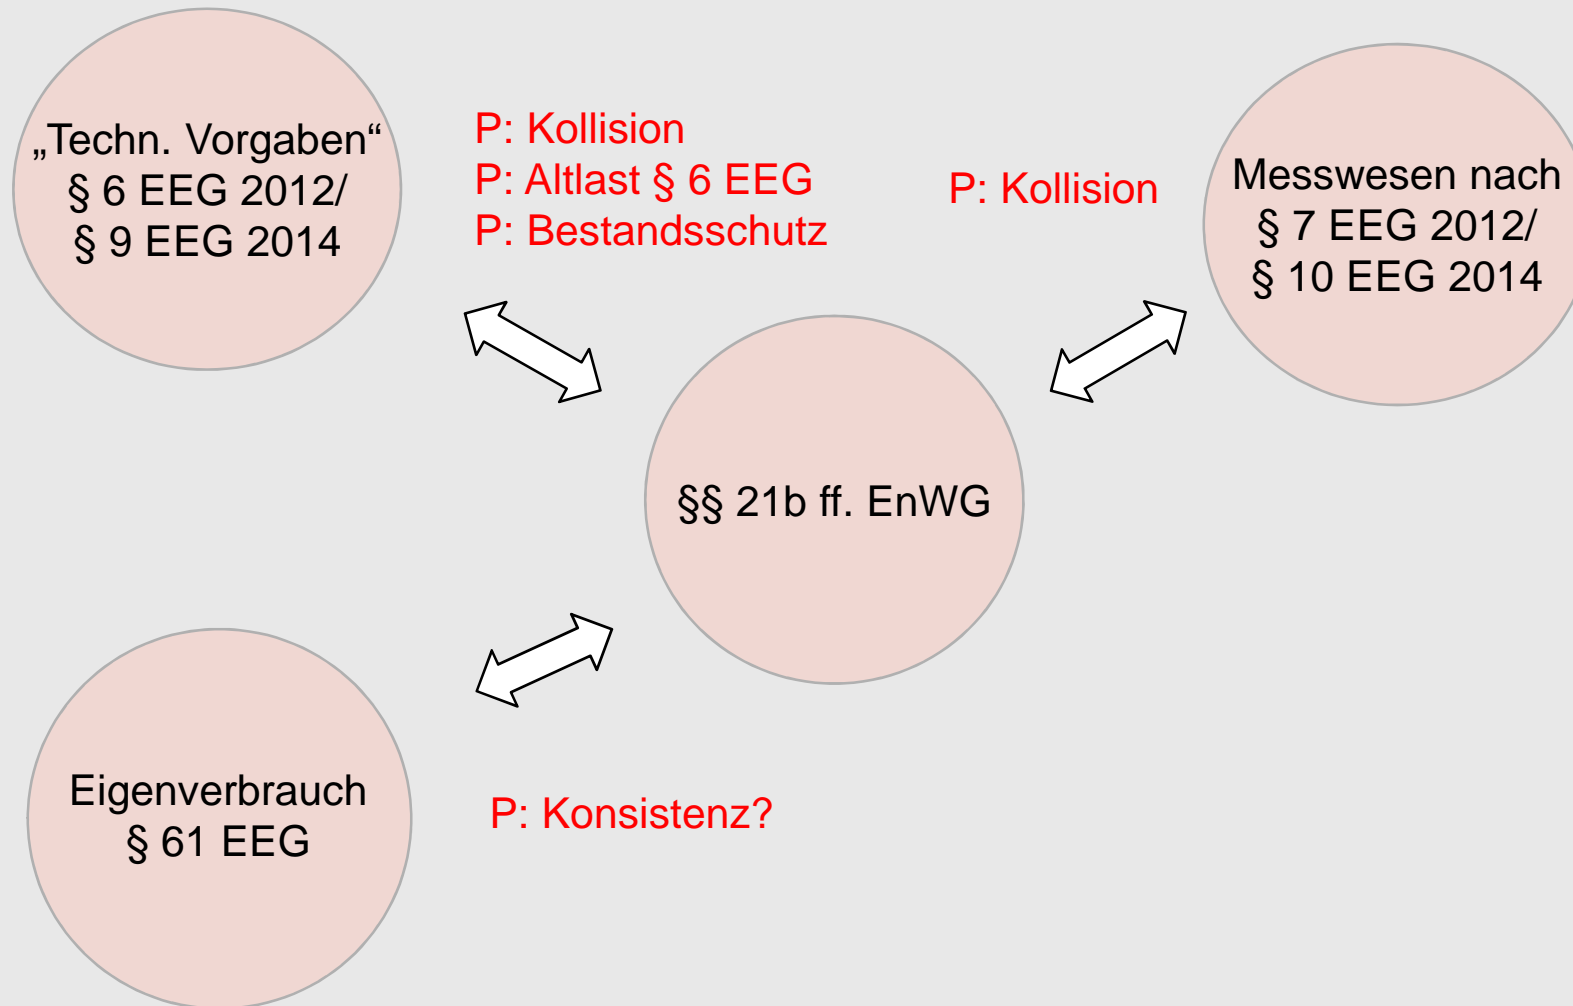 „Techn. Vorgaben“
§ 6 EEG 2012/
§ 9 EEG 2014
P: Kollision
P: Altlast § 6 EEG
P: Bestandsschutz
P: Kollision
Messwesen nach
§ 7 EEG 2012/
§ 10 EEG 2014
§§ 21b ff. EnWG
Eigenverbrauch
§ 61 EEG
P: Konsistenz?